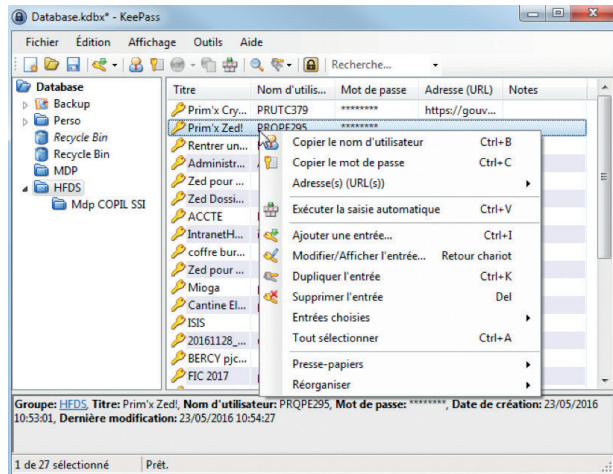 Database.kdbx* - KeePass
Fichier Édition Affichage Outils Aide
Recherche...
Database
Backup
Perso
Recycle Bin
Recycle Bin
MDP
HFDS
Mdp COPIL SSI
Titre Nom d'utilis... Mot de passe Adresse (URL) Notes
Prim'x Cry... PRUTC379 ******** https://gouv...
Prim'x Zed! PRQPE295 ********
Rentrer un...
Administr...
Zed pour ...
Zed Dossi...
ACCTE
IntranetH...
coffre bur...
Zed pour ...
Mioga
Cantine El...
ISIS
20161128_...
BERCY pjc...
FIC 2017
Copier le nom d'utilisateur Ctrl+B
Copier le mot de passe Ctrl+C
Adresse(s) (URL(s))
Exécuter la saisie automatique Ctrl+V
Ajouter une entrée... Ctrl+I
Modifier/Afficher l'entrée... Retour chariot
Dupliquer l'entrée Ctrl+K
Supprimer l'entrée Del
Entrées choisies
Tout sélectionner Ctrl+A
Presse-papiers
Réorganiser
Groupe: HFDS, Titre: Prim'x Zed!, Nom d'utilisateur: PRQPE295, Mot de passe: ********, Date de création: 23/05/2016
10:53:01, Dernière modification: 23/05/2016 10:54:27
1 de 27 sélectionné Prêt.